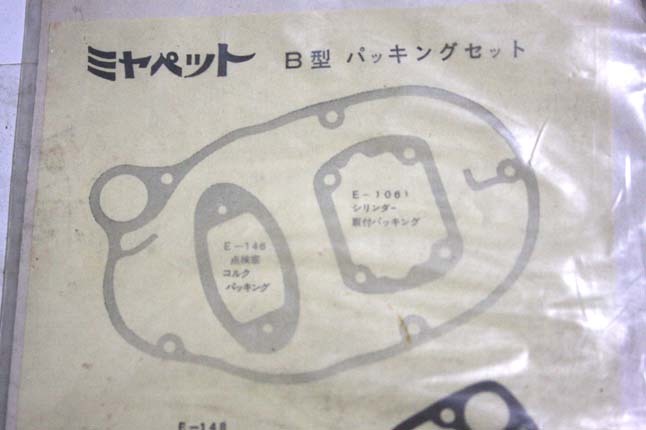 ミヤペット B型 パッキングセット
E-1061
シリンダー
取付パッキング
E-146
点検窓
コルク
パッキング
E-148